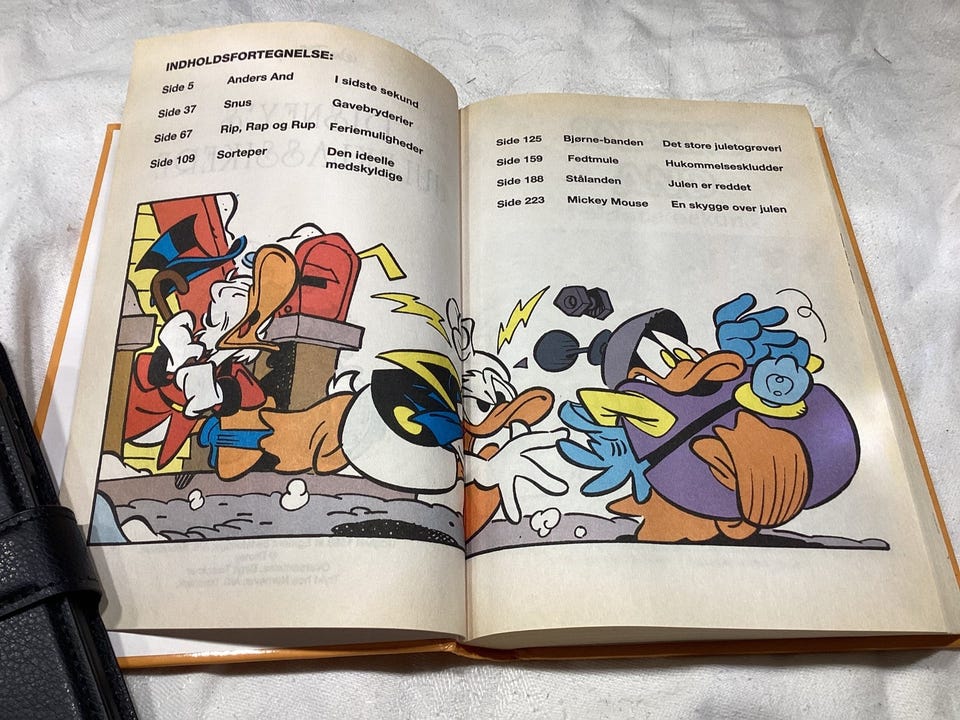 INDHOLDSFORTEGNELSE:
Side 5 Anders And I sidste sekund
Side 37 Snus Gavebryderier
Side 67 Rip, Rap og Rup Feriemuligheder
Side 109 Sorteper Den ideelle
medskyldige
Side 125 Bjørne-banden Det store juletogrøveri
Side 159 Fedtmule Hukommelseskludder
Side 188 Stålanden Julen er reddet
Side 223 Mickey Mouse En skygge over julen